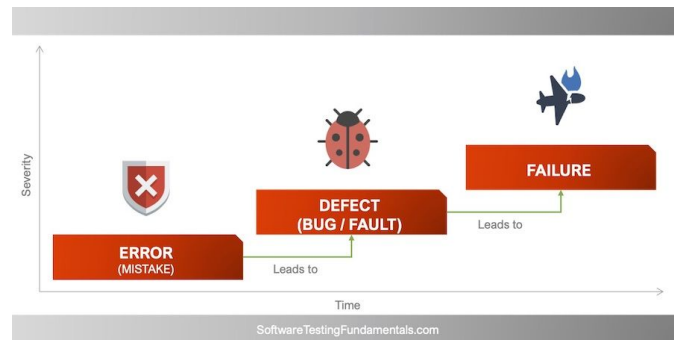 Severity
ERROR
(MISTAKE)
Leads to
DEFECT
(BUG / FAULT)
Leads to
FAILURE
Time
SoftwareTestingFundamentals.com